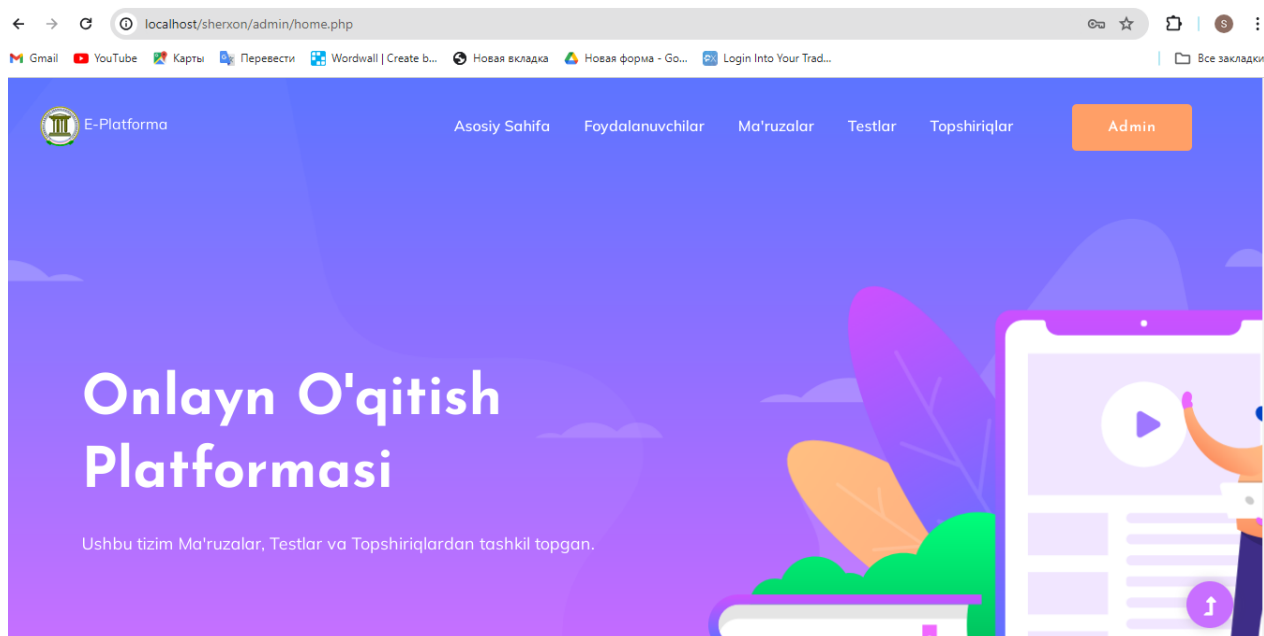 localhost/sherxon/admin/home.php
S
Gmail YouTube Карты Перевести Wordwall | Create b... Новая вкладка Новая форма - Go... Login Into Your Trad... Все закладки
E-Platforma Asosiy Sahifa Foydalanuvchilar Ma'ruzalar Testlar Topshiriqlar Admin
Onlayn O'qitish
Platformasi
Ushbu tizim Ma'ruzalar, Testlar va Topshiriqlardan tashkil topgan.